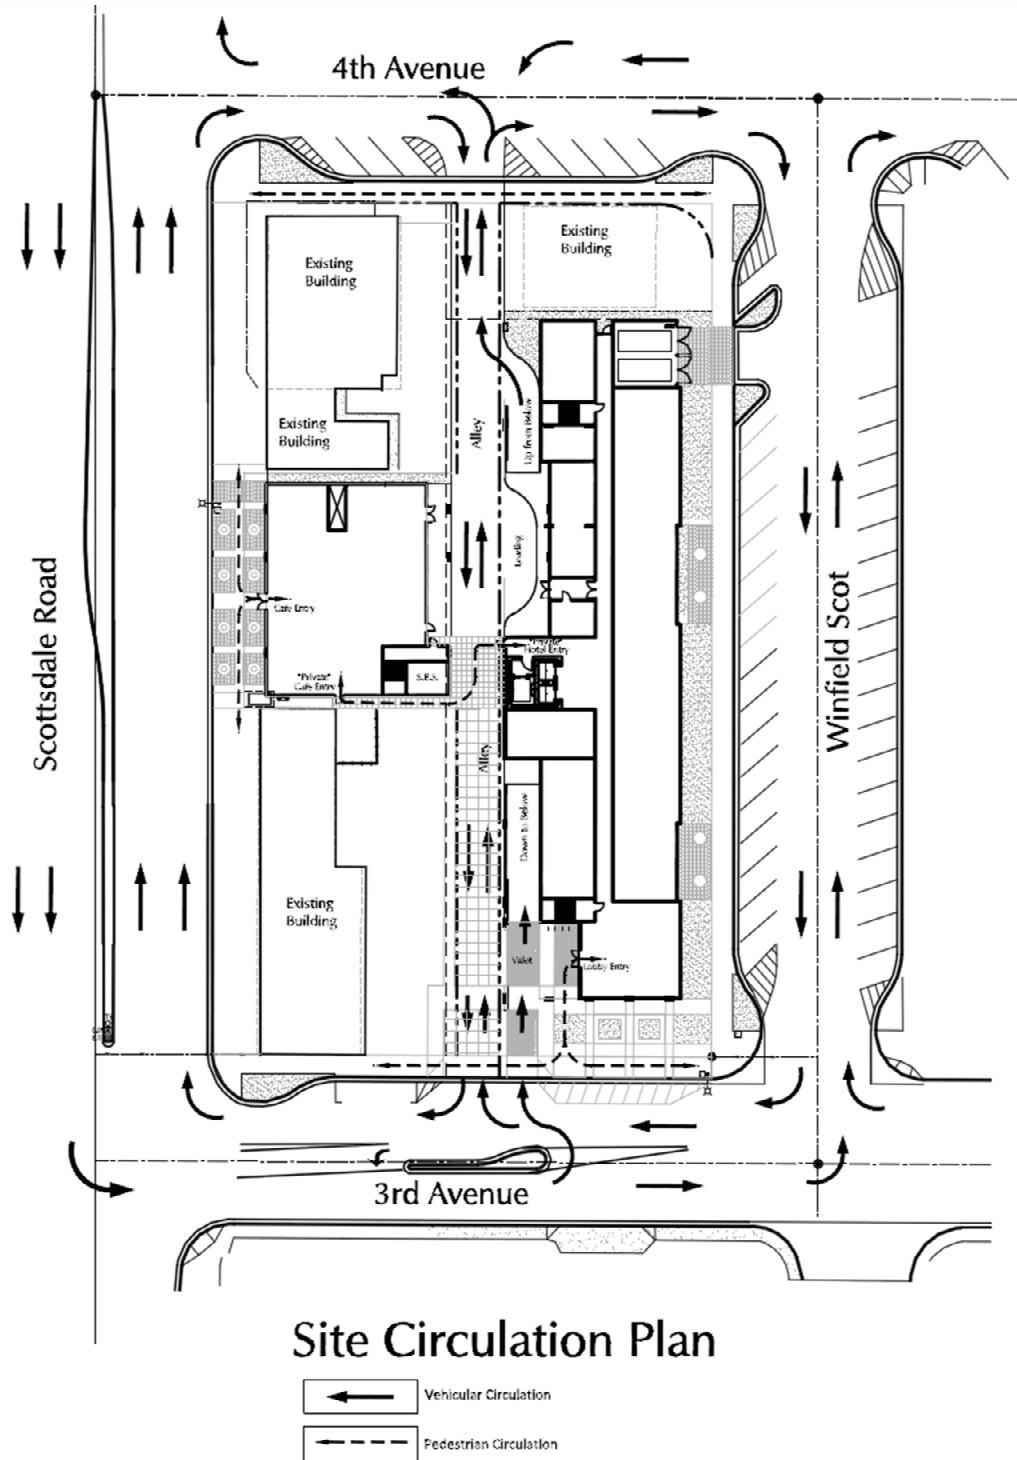 4th Avenue
Existing
Building
Existing
Building
Existing
Building
Up from Below
Alley
Loading
Scottsdale Road
Winfield Scot
Cafe Entry
"Private"
Hotel Entry
"Private"
Cafe Entry
S.E.S.
Alley
Down to Below
Existing
Building
Valet
Lobby Entry
3rd Avenue
Site Circulation Plan
Vehicular Circulation
Pedestrian Circulation